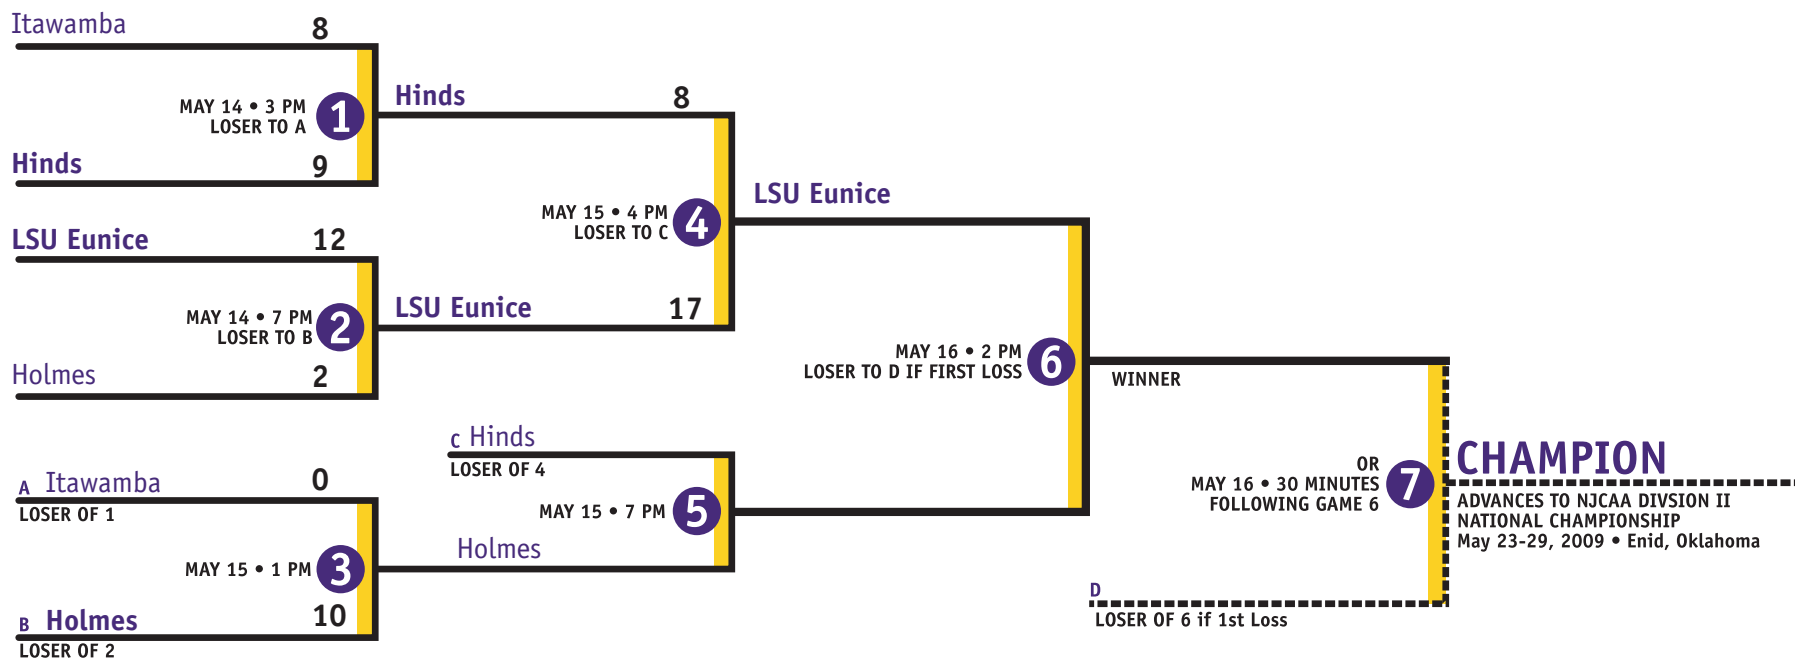 Itawamba 8
MAY 14 • 3 PM
LOSER TO A
1
Hinds 9
LSU Eunice 12
MAY 14 • 7 PM
LOSER TO B
2
Holmes 2
A Itawamba 0
LOSER OF 1
MAY 15 • 1 PM
3
B Holmes 10
LOSER OF 2
Hinds 8
MAY 15 • 4 PM
LOSER TO C
4
LSU Eunice 17
C Hinds
LOSER OF 4
MAY 15 • 7 PM
5
Holmes
LSU Eunice
MAY 16 • 2 PM
LOSER TO D IF FIRST LOSS
6
WINNER
OR
MAY 16 • 30 MINUTES
FOLLOWING GAME 6
7
D
LOSER OF 6 if 1st Loss
CHAMPION
ADVANCES TO NJCAA DIVSION II
NATIONAL CHAMPIONSHIP
May 23-29, 2009 • Enid, Oklahoma